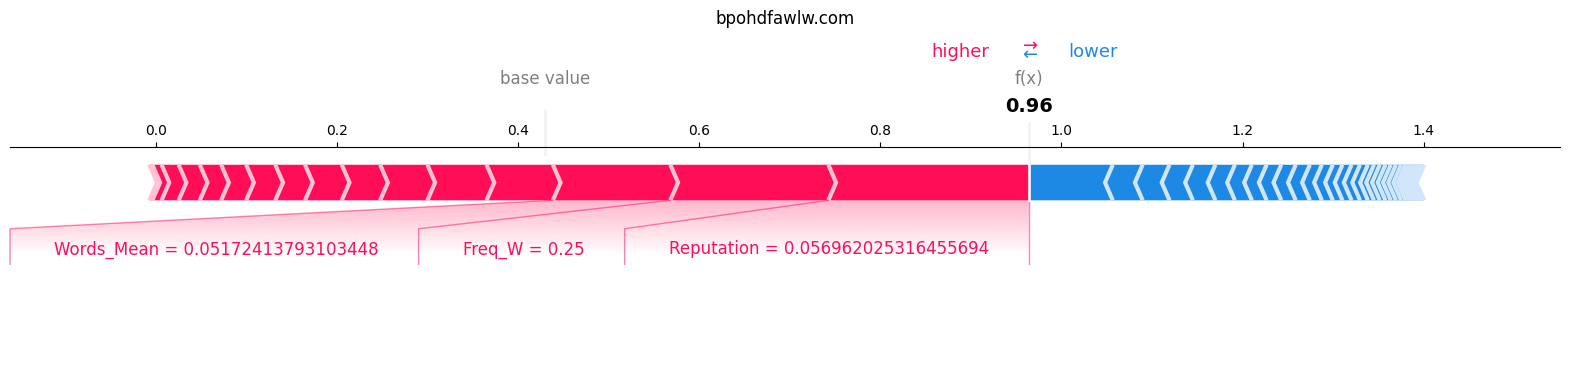 bpohdfawlw.com
higher → ← lower
base value f(x)
0.96
0.0 0.2 0.4 0.6 0.8 1.0 1.2 1.4
Words_Mean = 0.05172413793103448 Freq_W = 0.25 Reputation = 0.056962025316455694